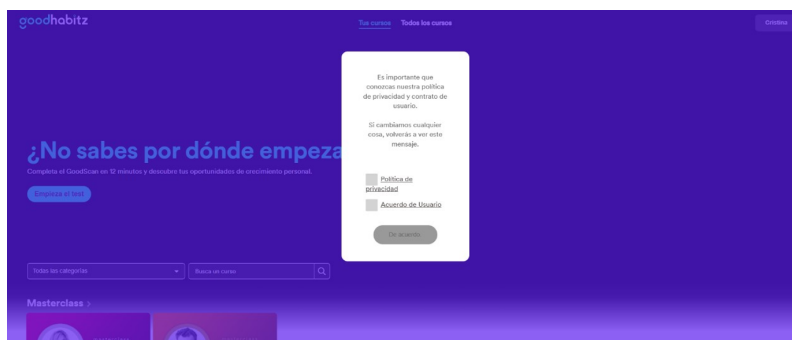 goodhabitz
Tus cursos Todos los cursos
Cristina
Es importante que
conozcas nuestra política
de privacidad y contrato de
usuario.
Si cambiamos cualquier
cosa, volverás a ver este
mensaje.
Política de
privacidad
Acuerdo de Usuario
De acuerdo
¿No sabes por dónde empeza
Completa el GoodScan en 12 minutos y descubre tus oportunidades de crecimiento personal.
Empieza el test
Todas las categorías
Busca un curso
Masterclass >